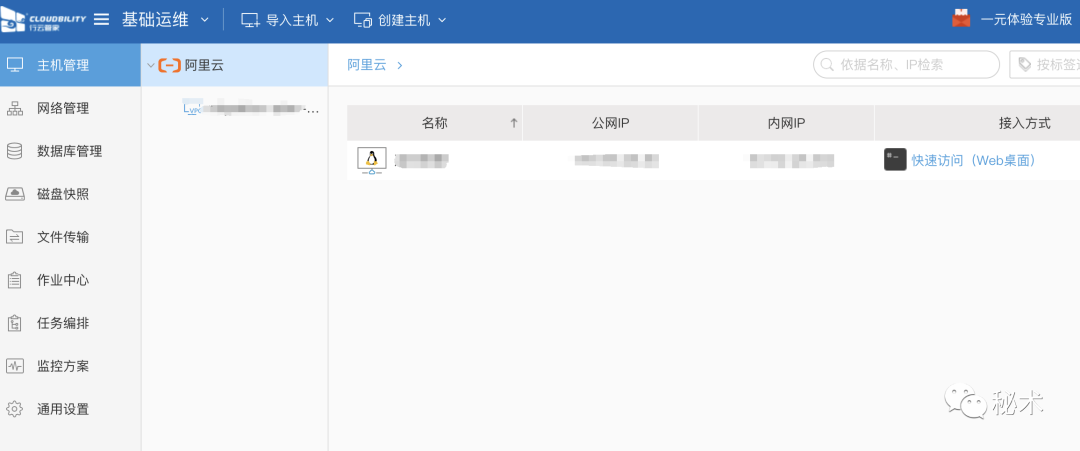 CLOUDBILITY
行云管家
基础运维
导入主机
创建主机
一元体验专业版
主机管理
网络管理
数据库管理
磁盘快照
文件传输
作业中心
任务编排
监控方案
通用设置
阿里云
VPC
...
阿里云 >
依据名称、IP检索
按标签
名称 ↑ 公网IP 内网IP 接入方式
快速访问（Web桌面）
秘术